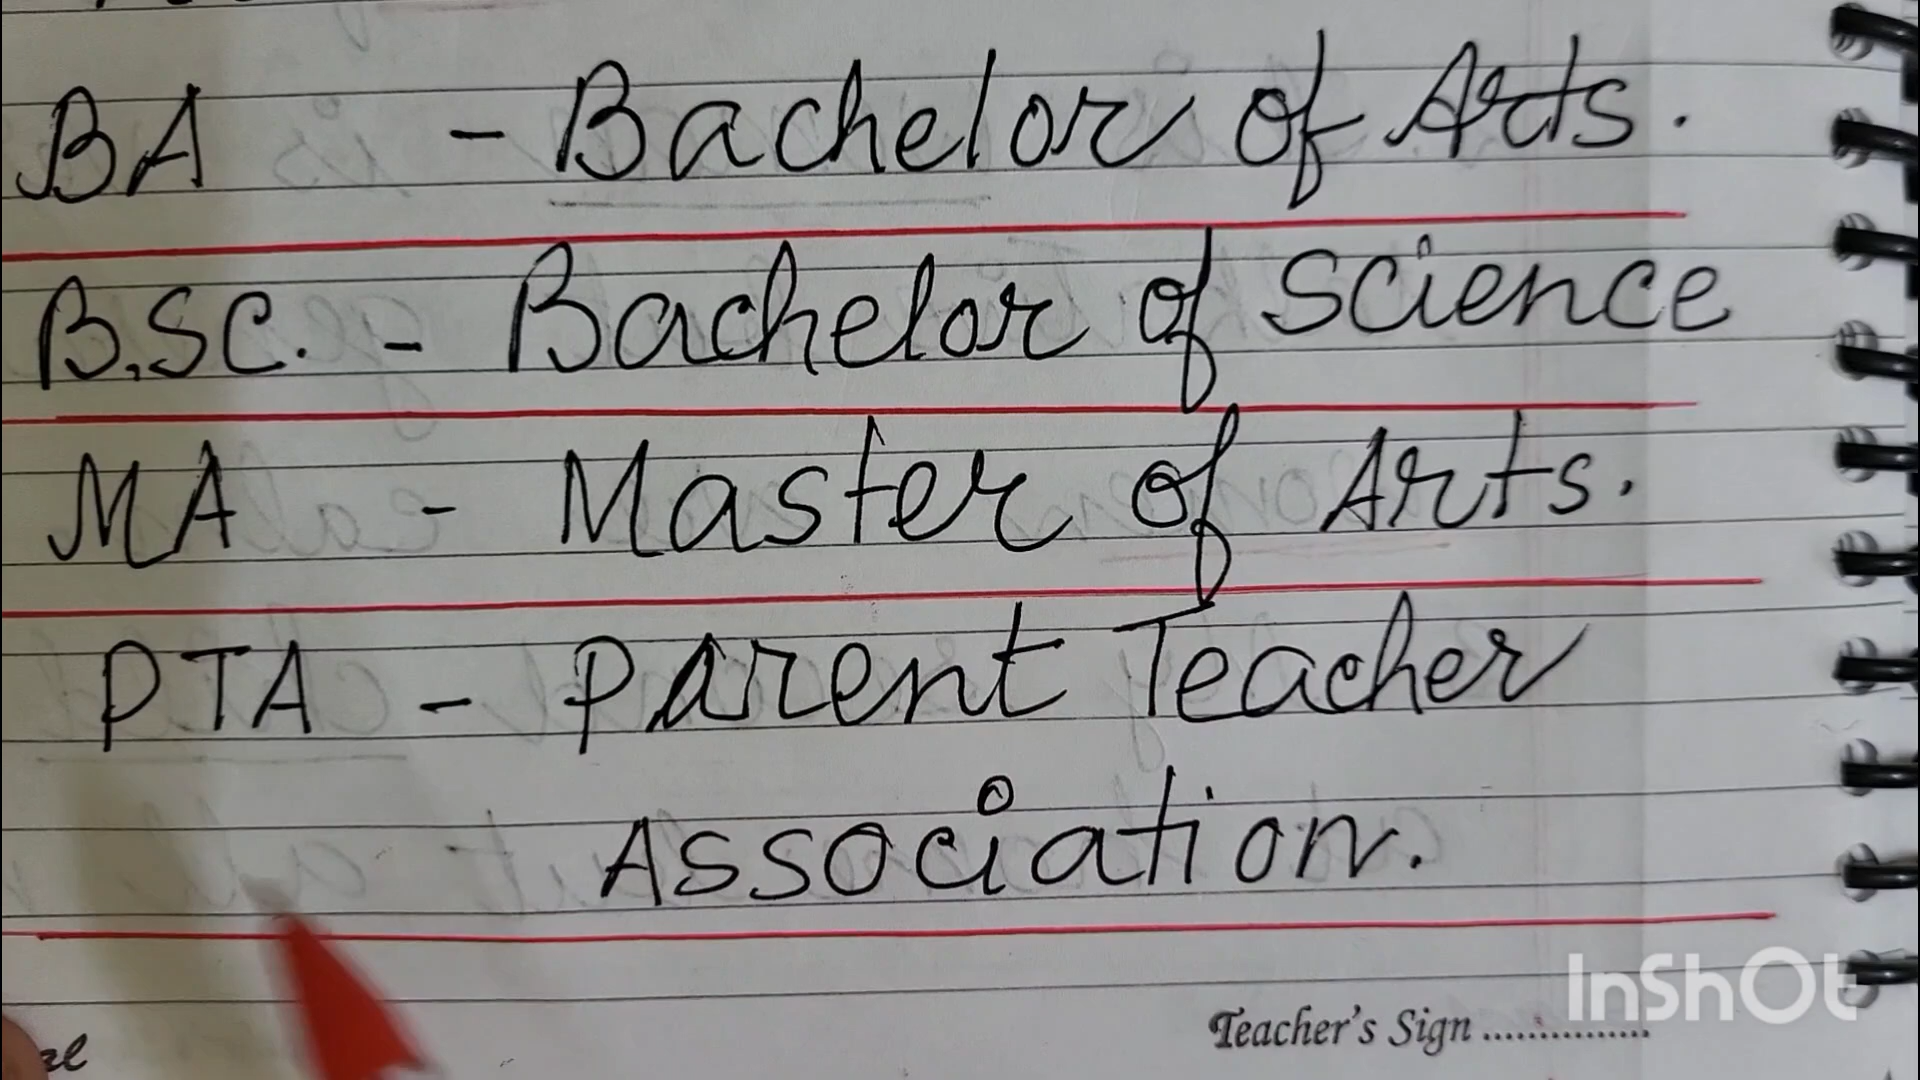 BA - Bachelor of Arts.
B.SC. - Bachelor of Science
MA - Master of Arts.
PTA - Parent Teacher
Association.
InShOt
Teacher's Sign ...............